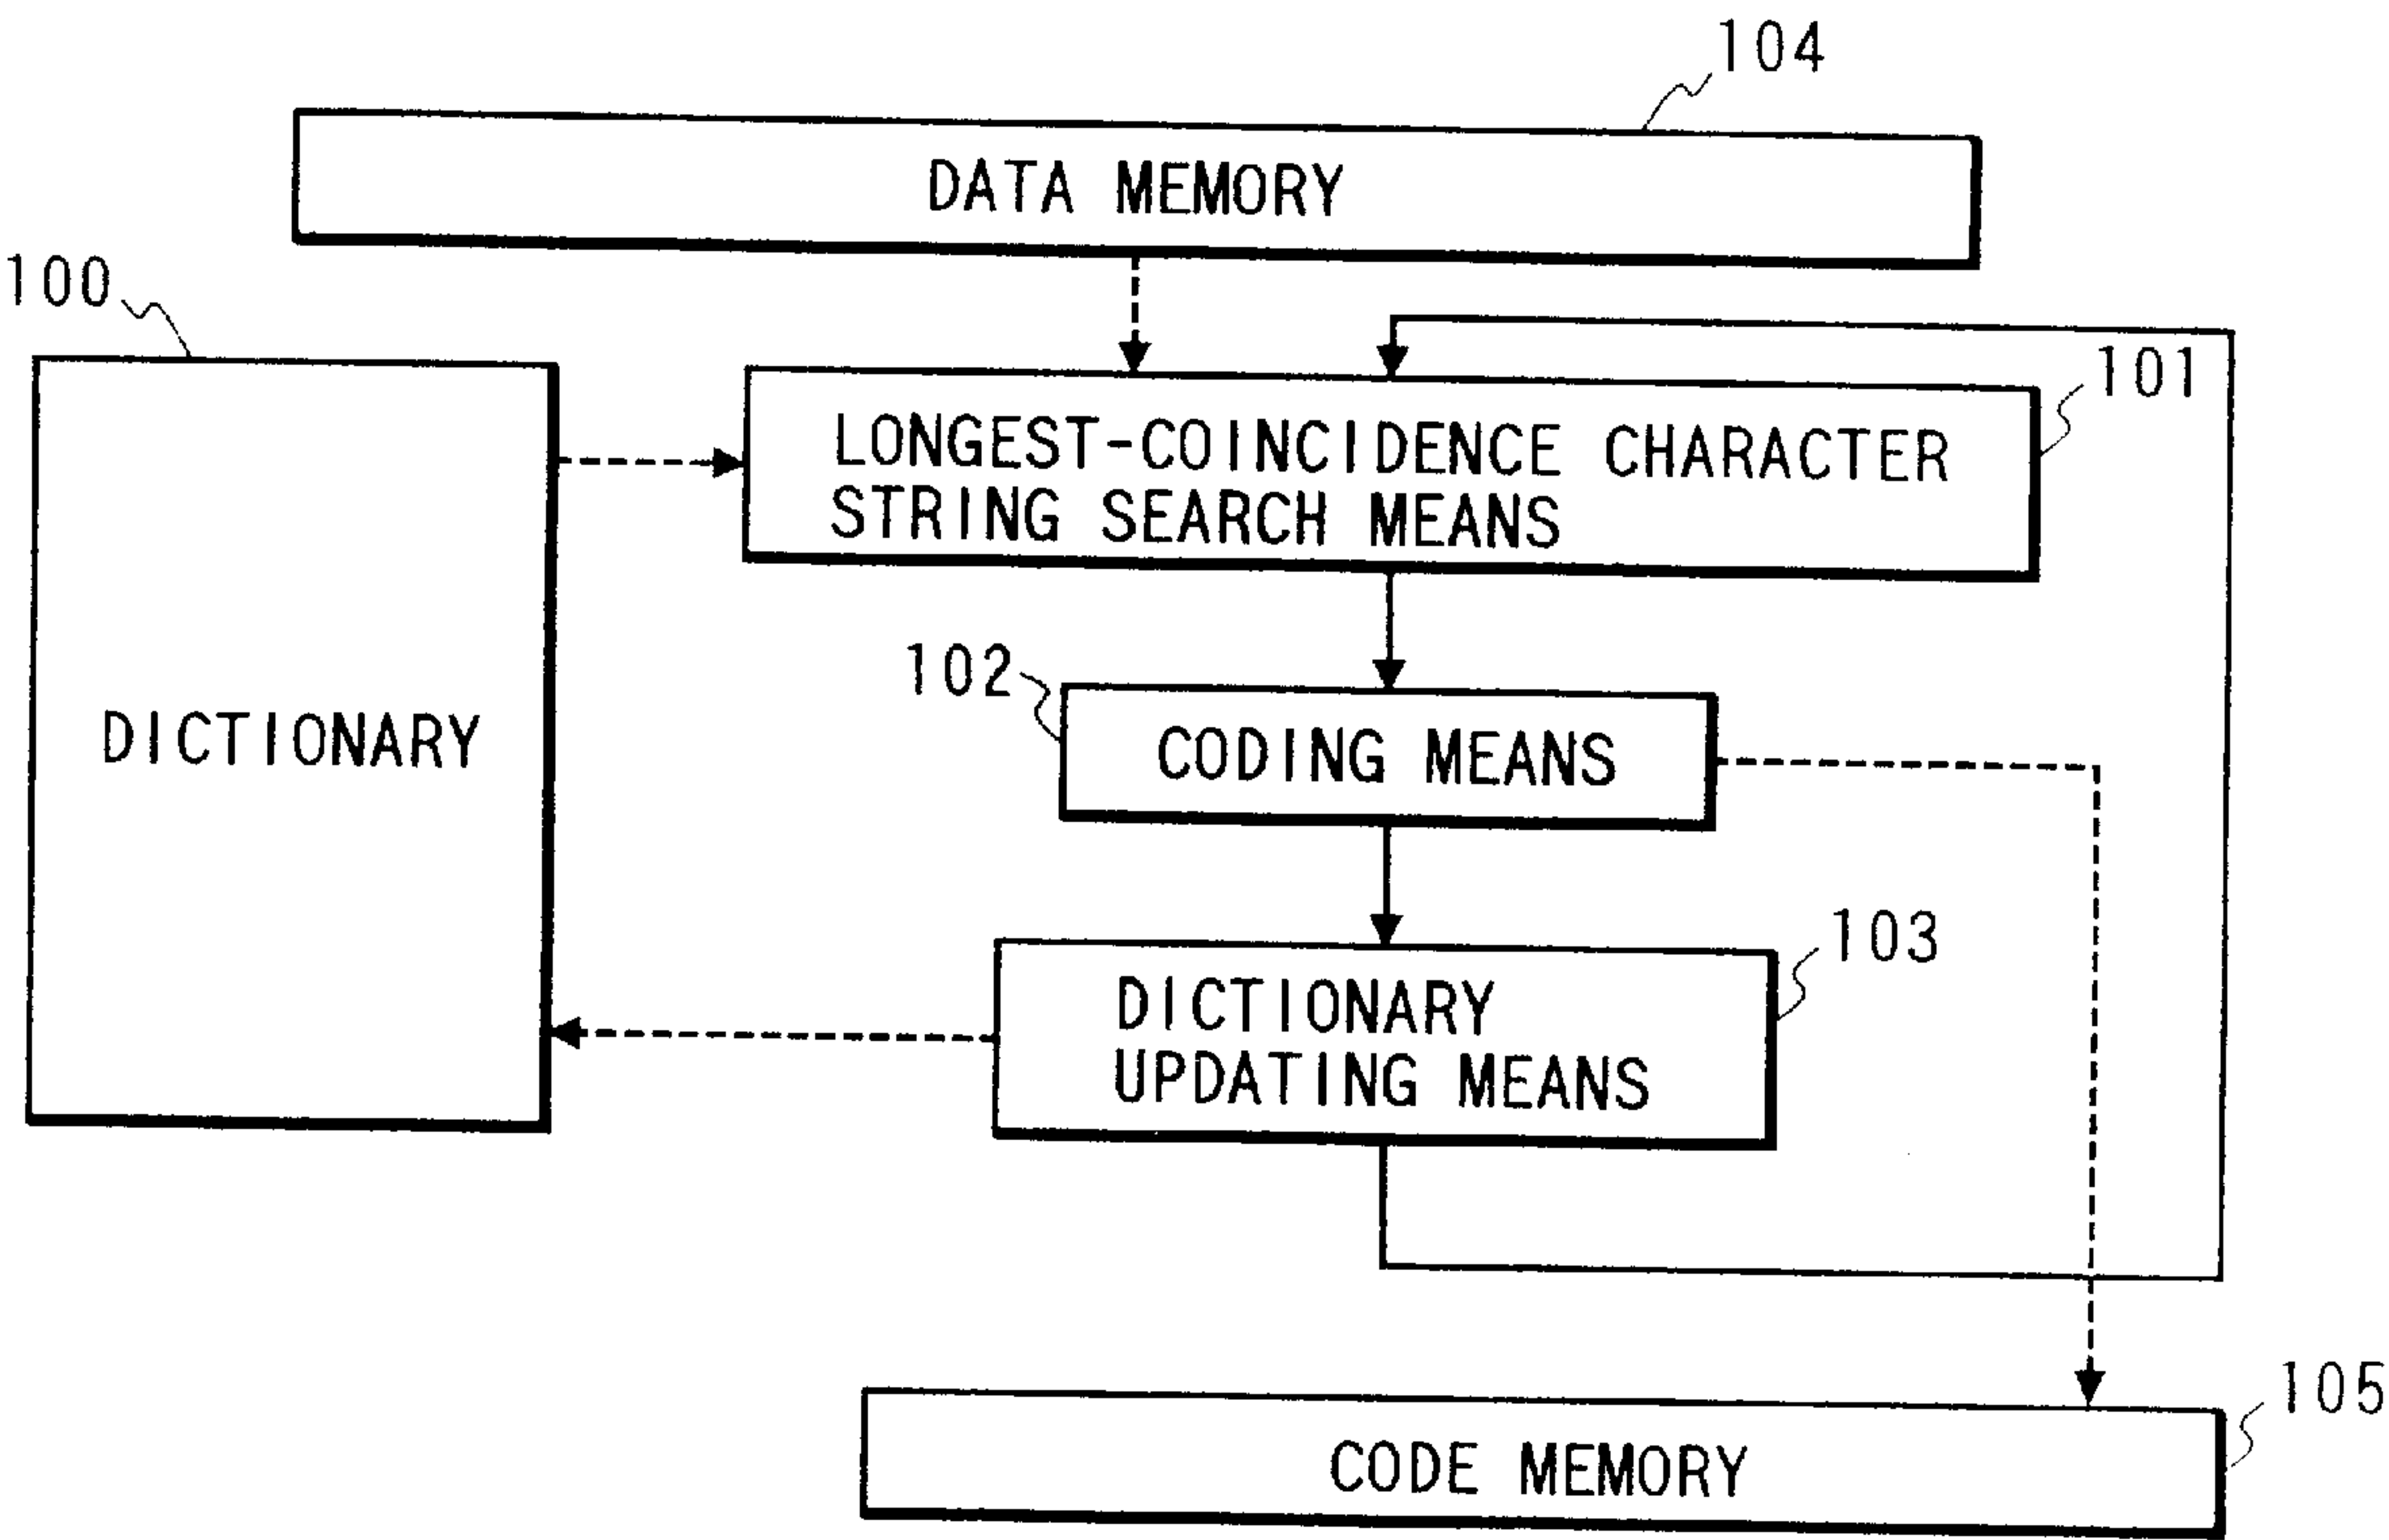 104
DATA MEMORY
100
101
LONGEST-COINCIDENCE CHARACTER
STRING SEARCH MEANS
102
CODING MEANS
DICTIONARY
103
DICTIONARY
UPDATING MEANS
105
CODE MEMORY